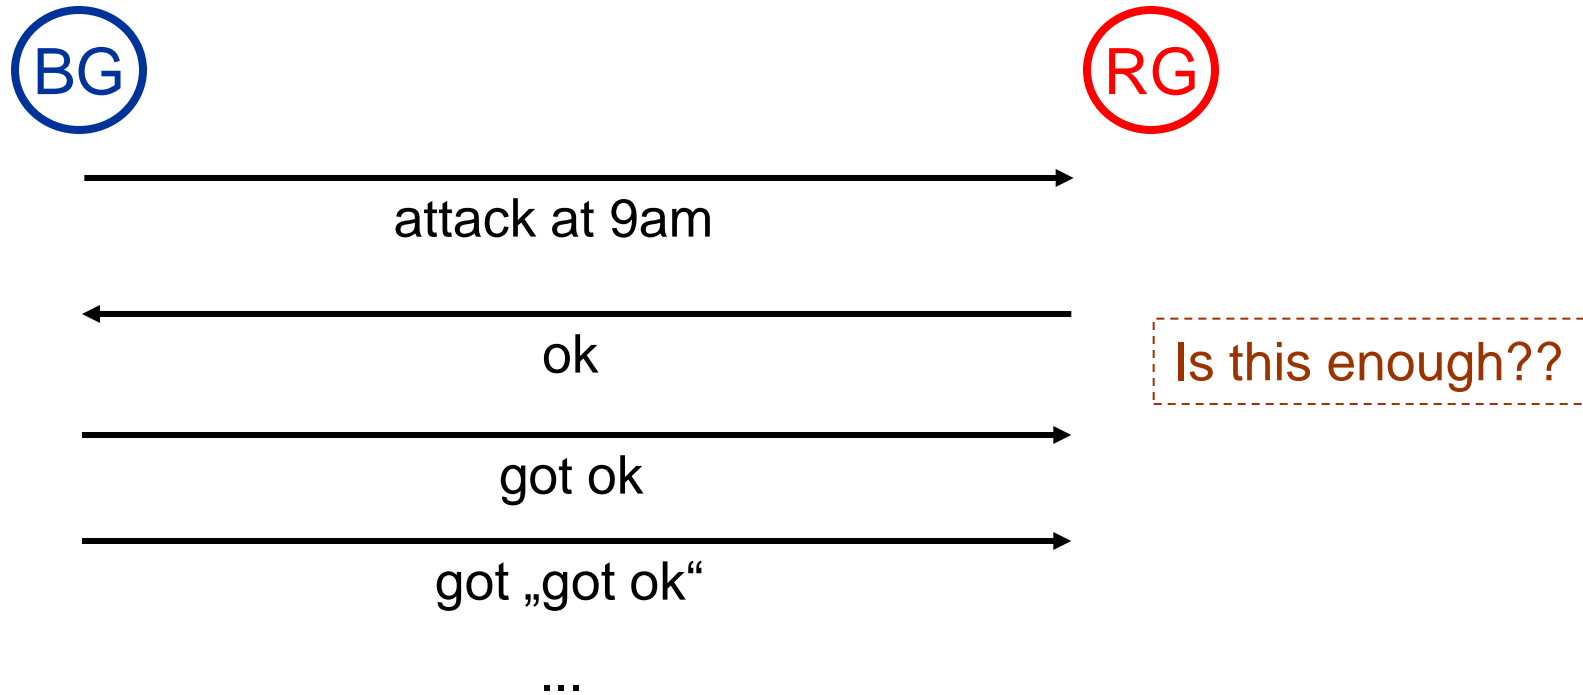 BG
RG
attack at 9am
ok
Is this enough??
got ok
got „got ok“
...